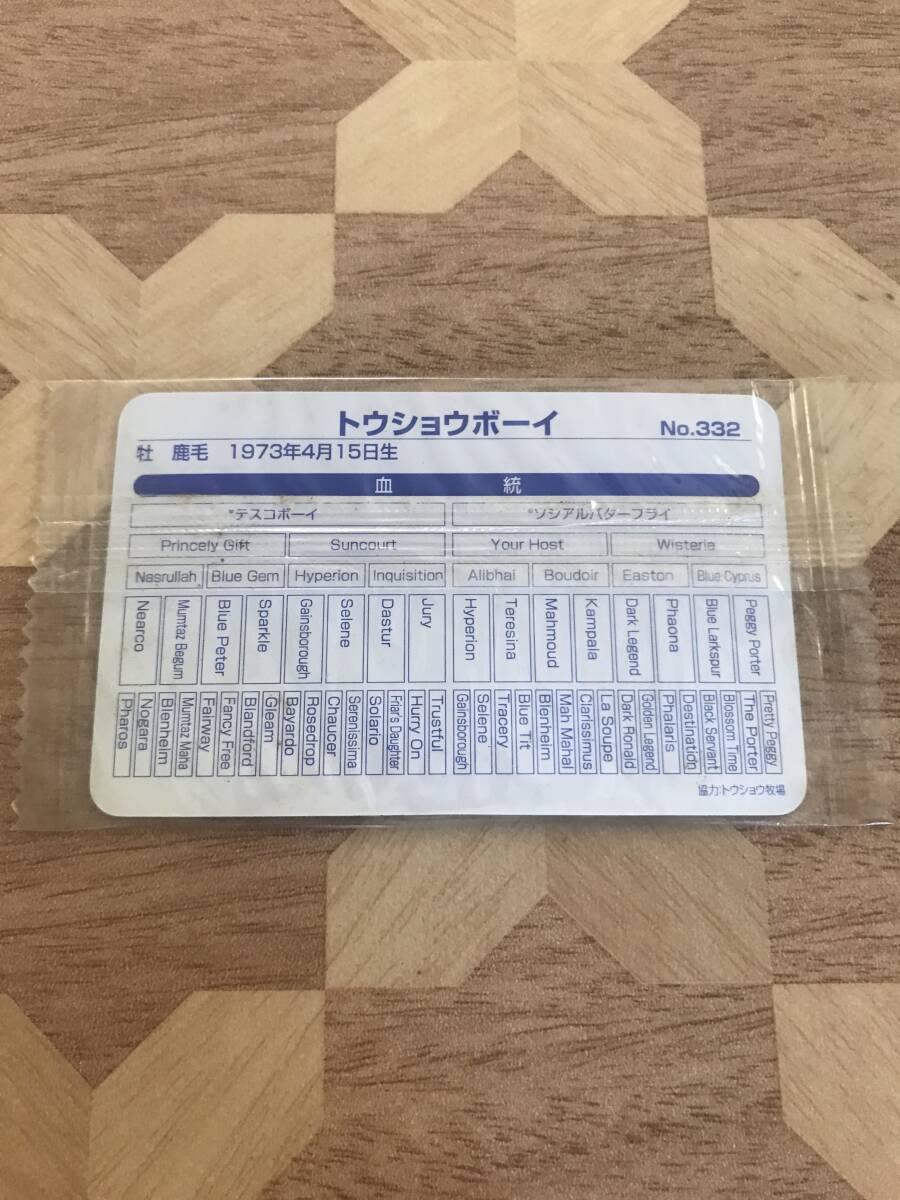 トウショウボーイ No.332
牡 鹿毛 1973年4月15日生
血統
*テスコボーイ *ソシアルバターフライ
Princely Gift Suncourt Your Host Wisteria
Nasrullah Blue Gem Hyperion Inquisition Alibhai Boudoir Easton Blue Cyprus
Nearco Mumtaz Begum Blue Peter Sparkle Gainsborough Selene Dastur Jury Hyperion Teresina Mahmoud Kampala Dark Legend Phaona Blue Larkspur Peggy Porter
Pharos Nogara Blenheim Mumtaz Mahal Fairway Fancy Free Blandford Gleam Bayardo Rosedrop Chaucer Serenissima Solario Friar's Daughter Hurry On Trustful Gainsborough Selene Tracery Blue Tit Blenheim Mah Mahal Clarissimus La Soupe Dark Ronald Golden Legend Phalaris Destination Black Servant Blossom Time The Porter Pretty Peggy
協力:トウショウ牧場